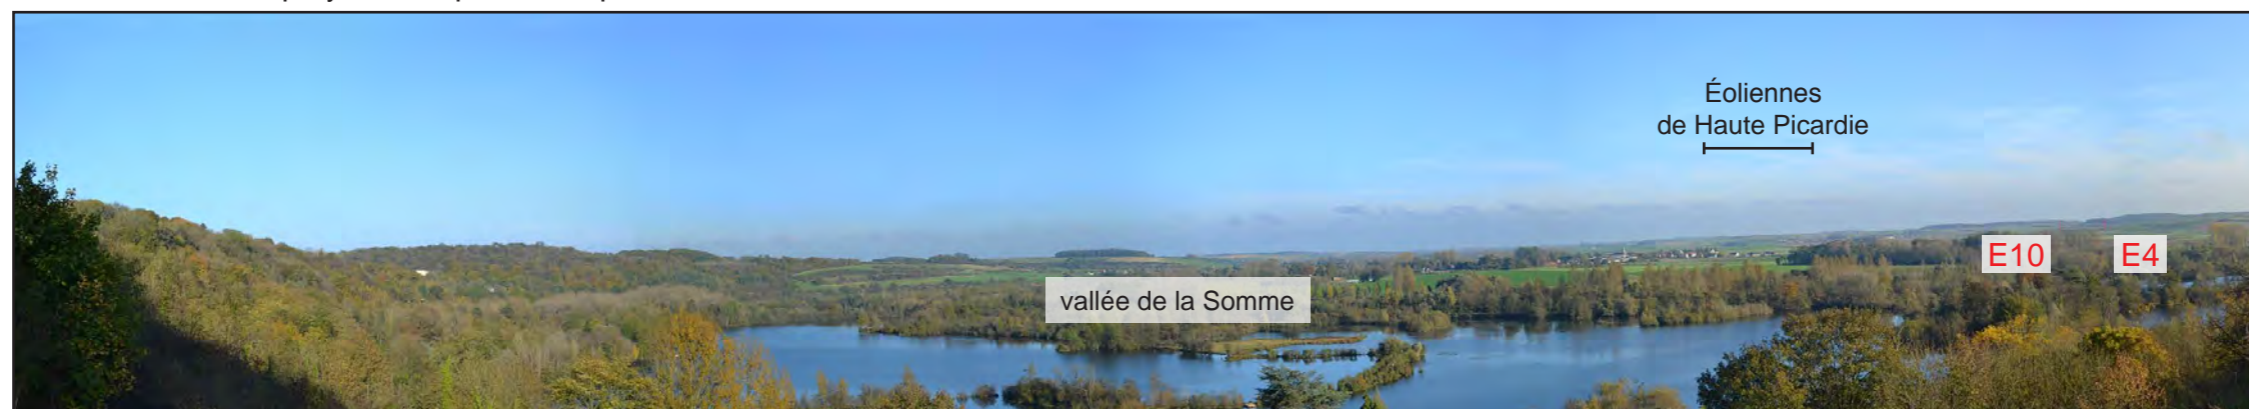 Éoliennes
de Haute Picardie
E10
E4
vallée de la Somme